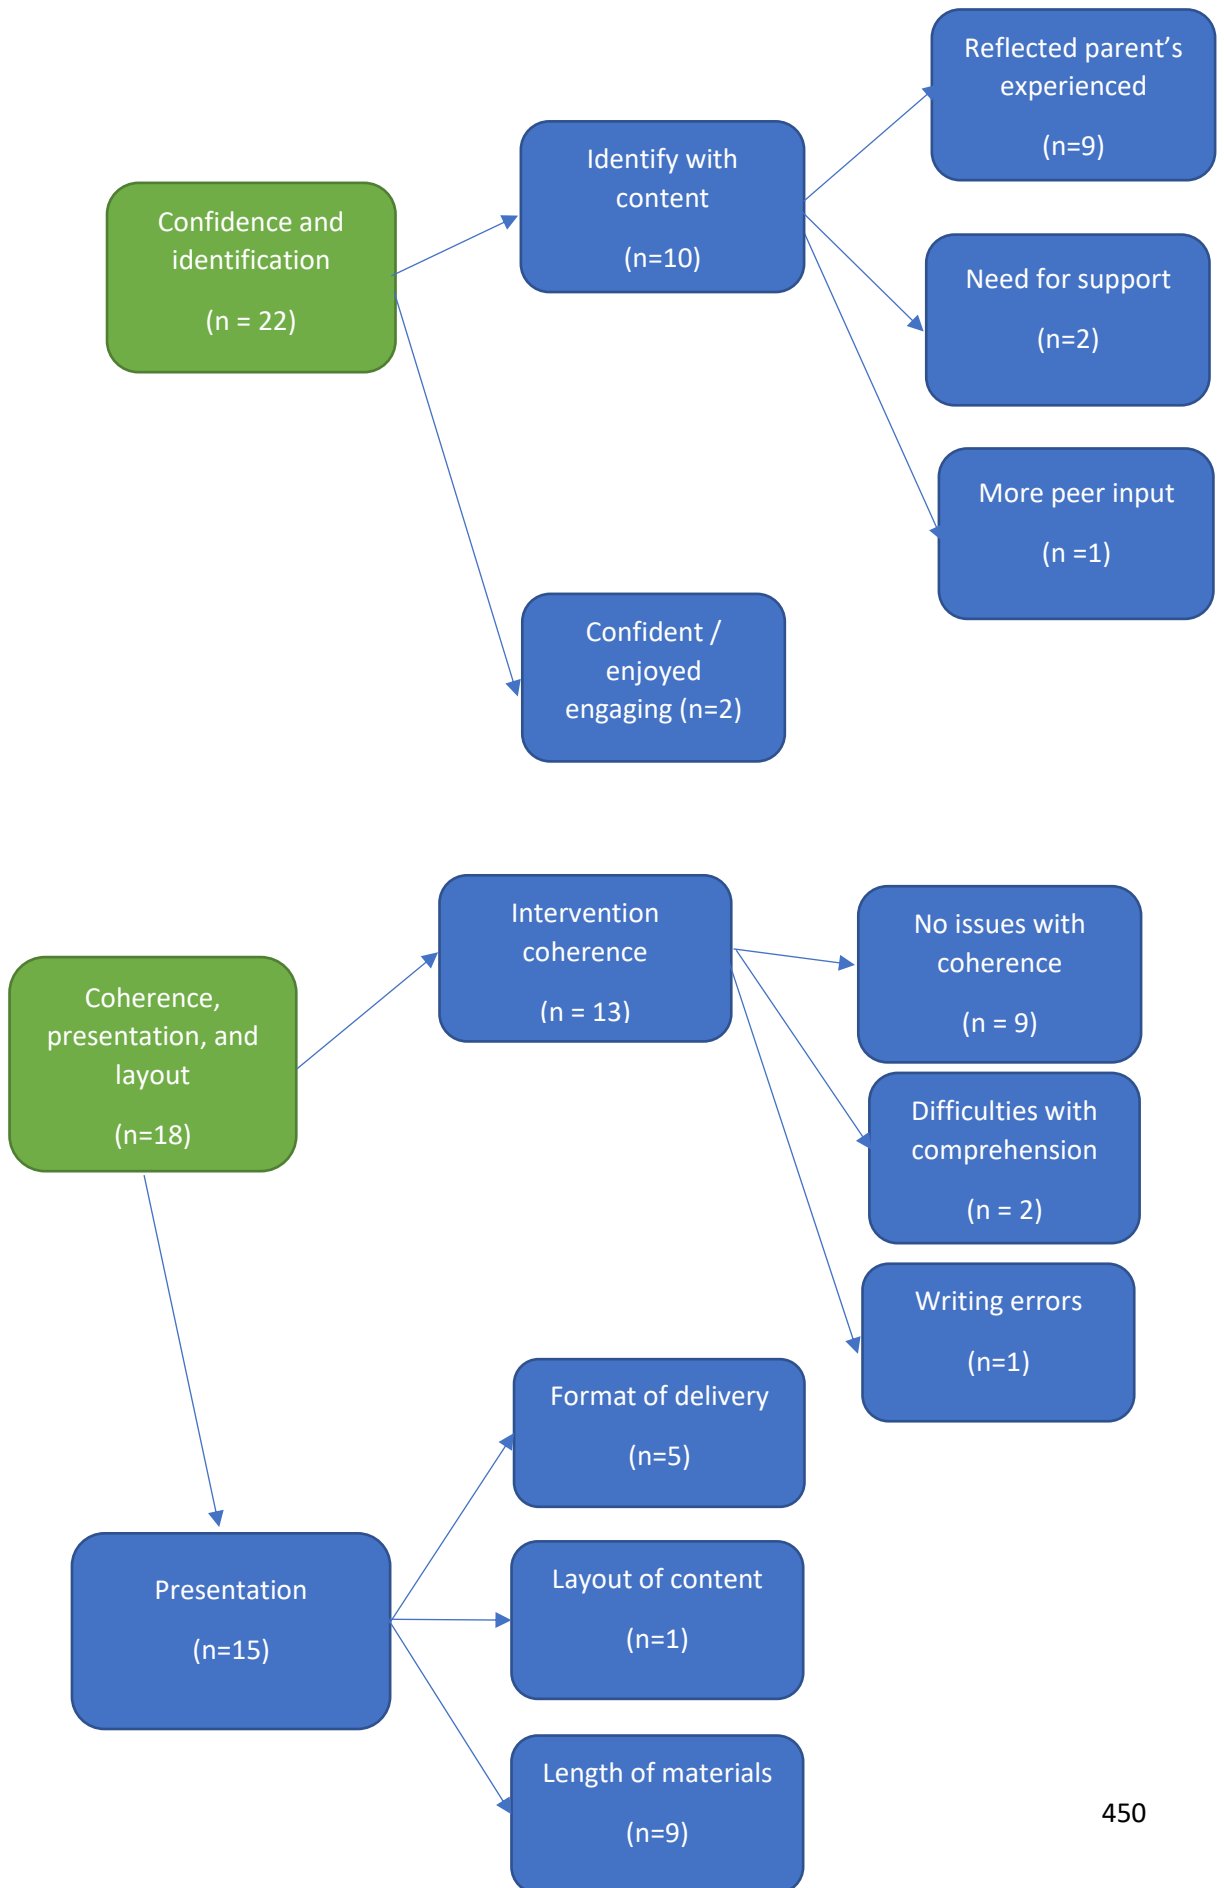 Confidence and
identification
(n = 22)
Identify with
content
(n=10)
Reflected parent’s
experienced
(n=9)
Need for support
(n=2)
More peer input
(n =1)
Confident /
enjoyed
engaging (n=2)
Coherence,
presentation, and
layout
(n=18)
Intervention
coherence
(n = 13)
No issues with
coherence
(n = 9)
Difficulties with
comprehension
(n = 2)
Writing errors
(n=1)
Presentation
(n=15)
Format of delivery
(n=5)
Layout of content
(n=1)
Length of materials
(n=9)
450